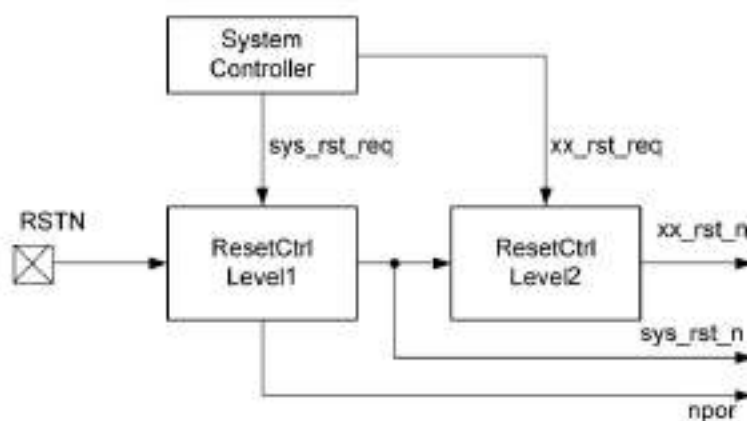 System
Controller
sys_rst_req
xx_rst_req
RSTN
ResetCtrl
Level1
ResetCtrl
Level2
xx_rst_n
sys_rst_n
npor